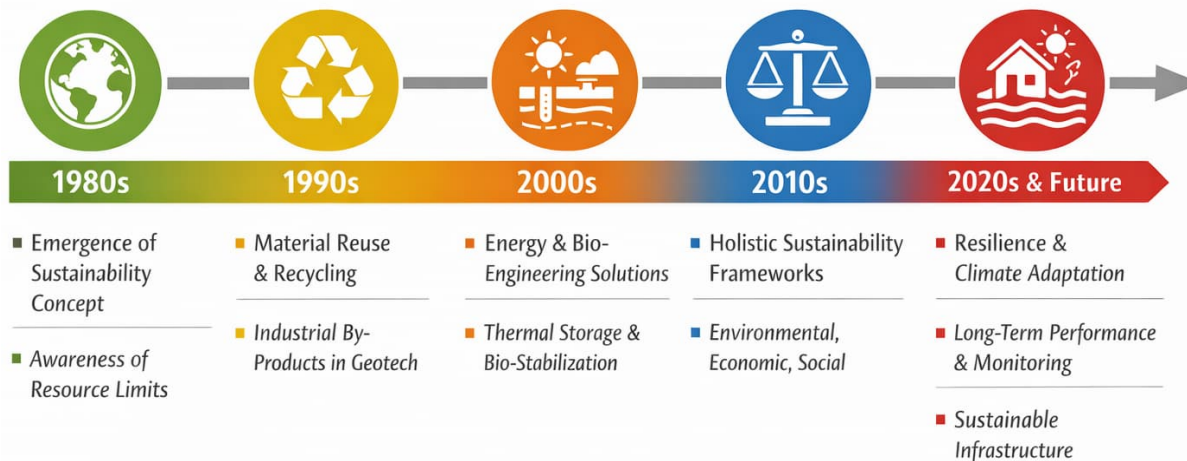 1980s
1990s
2000s
2010s
2020s & Future
Emergence of
Sustainability
Concept
Awareness of
Resource Limits
Material Reuse
& Recycling
Industrial By-
Products in Geotech
Energy & Bio-
Engineering Solutions
Thermal Storage &
Bio-Stabilization
Holistic Sustainability
Frameworks
Environmental,
Economic, Social
Resilience &
Climate Adaptation
Long-Term Performance
& Monitoring
Sustainable
Infrastructure